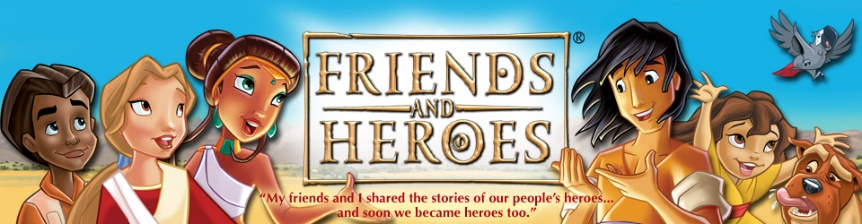 FRIENDS
AND
HEROES®
“My friends and I shared the stories of our people’s heroes...
and soon we became heroes too.”